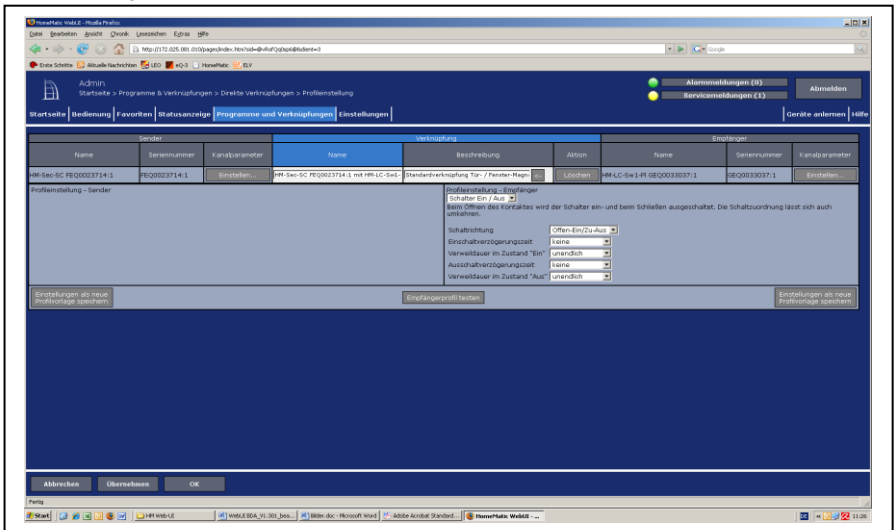 HomeMatic WebUI - Mozilla Firefox
Datei Bearbeiten Ansicht Chronik Lesezeichen Extras Hilfe
Google
Erste Schritte Aktuelle Nachrichten LEO eQ-3 HomeMatic ELV
Admin
Startseite > Programme & Verknüpfungen > Direkte Verknüpfungen > Profileinstellung
Alarmmeldungen (0)
Servicemeldungen (1)
Abmelden
Startseite Bedienung Favoriten Statusanzeige Programme und Verknüpfungen Einstellungen Geräte anlernen Hilfe
Sender Verknüpfung Empfänger
Name Seriennummer Kanalparameter Name Beschreibung Aktion Name Seriennummer Kanalparameter
HM-Sec-SC FEQ0023714:1 FEQ0023714:1 Einstellen... HM-Sec-SC FEQ0023714:1 mit HM-LC-Sw1- Standardverknüpfung Tür- / Fenster-Magn- <- Löschen HM-LC-Sw1-Pl GEQ0033037:1 GEQ0033037:1 Einstellen...
Profileinstellung - Sender
Profileinstellung - Empfänger
Schalter Ein / Aus
Beim Öffnen des Kontaktes wird der Schalter ein- und beim Schließen ausgeschaltet. Die Schaltzuordnung lässt sich auch
umkehren.
Schaltrichtung Offen-Ein/Zu-Aus
Einschaltverzögerungszeit keine
Verweildauer im Zustand "Ein" unendlich
Ausschaltverzögerungszeit keine
Verweildauer im Zustand "Aus" unendlich
Einstellungen als neue
Profilvorlage speichern
Empfängerprofil testen
Einstellungen als neue
Profilvorlage speichern
Abbrechen Übernehmen OK
Fertig
Start HM Web-UI WebUI BDA_V1.301_bea... Bilder.doc - Microsoft Word Adobe Acrobat Standard... HomeMatic WebUI - ... DE 11:26